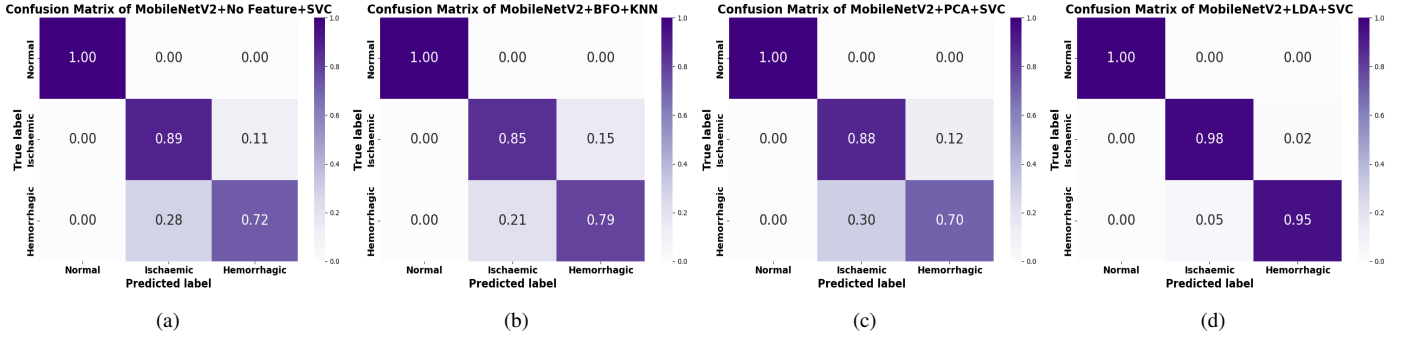 Confusion Matrix of MobileNetV2+No Feature+SVC
1.0
Normal
1.00
0.00
0.00
0.8
True label
Ischaemic
0.00
0.89
0.11
0.6
0.4
Hemorrhagic
0.00
0.28
0.72
0.2
0.0
Normal
Ischaemic
Hemorrhagic
Predicted label
(a)
Confusion Matrix of MobileNetV2+BFO+KNN
1.0
Normal
1.00
0.00
0.00
0.8
True label
Ischaemic
0.00
0.85
0.15
0.6
0.4
Hemorrhagic
0.00
0.21
0.79
0.2
0.0
Normal
Ischaemic
Hemorrhagic
Predicted label
(b)
Confusion Matrix of MobileNetV2+PCA+SVC
1.0
Normal
1.00
0.00
0.00
0.8
True label
Ischaemic
0.00
0.88
0.12
0.6
0.4
Hemorrhagic
0.00
0.30
0.70
0.2
0.0
Normal
Ischaemic
Hemorrhagic
Predicted label
(c)
Confusion Matrix of MobileNetV2+LDA+SVC
1.0
Normal
1.00
0.00
0.00
0.8
True label
Ischaemic
0.00
0.98
0.02
0.6
0.4
Hemorrhagic
0.00
0.05
0.95
0.2
0.0
Normal
Ischaemic
Hemorrhagic
Predicted label
(d)